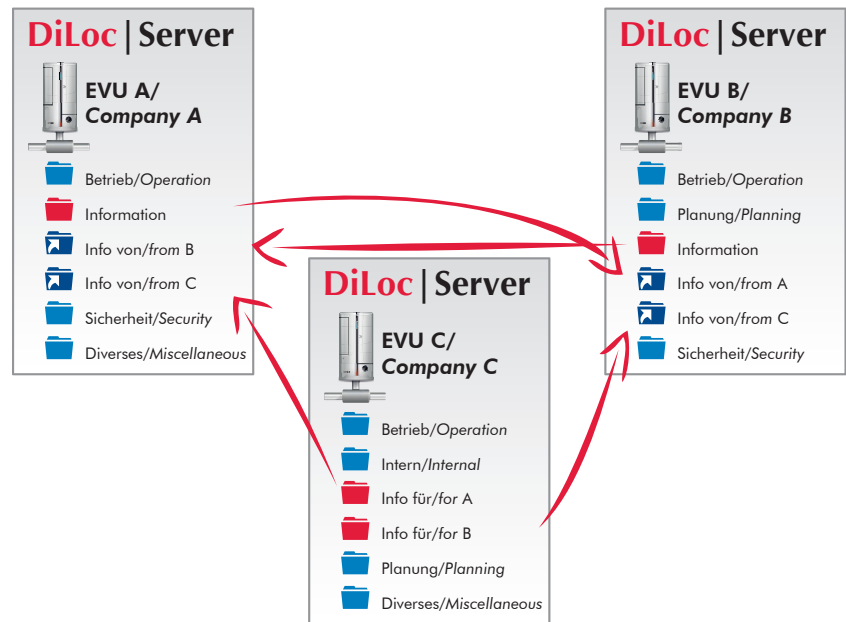 DiLoc|Server
EVU A/
Company A
Betrieb/Operation
Information
Info von/from B
Info von/from C
Sicherheit/Security
Diverses/Miscellaneous
DiLoc|Server
EVU B/
Company B
Betrieb/Operation
Planung/Planning
Information
Info von/from A
Info von/from C
Sicherheit/Security
DiLoc|Server
EVU C/
Company C
Betrieb/Operation
Intern/Internal
Info für/for A
Info für/for B
Planung/Planning
Diverses/Miscellaneous